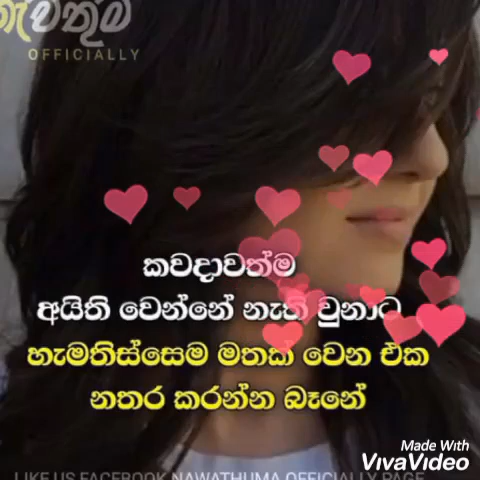 OFFICIALLY
කවදාවත්ම
අයිති වෙන්නේ නැති වුනාට
හැමතිස්සෙම මතක් වෙන එක
නතර කරන්න බෑනේ
Made With
VivaVideo
LIKE US FACEBOOK NAWATHUMA OFFICIALLY PAGE